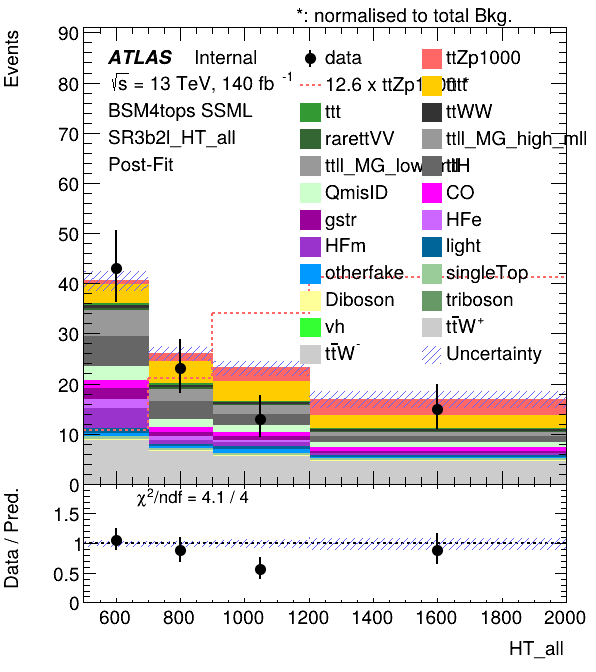 *: normalised to total Bkg.
Events
90
80
70
60
50
40
30
20
10
0
ATLAS Internal
√s = 13 TeV, 140 fb⁻¹
BSM4tops SSML
SR3b2l_HT_all
Post-Fit
data
ttZp1000
12.6 x ttZp1000 *
tttt
ttt
ttWW
rarettVV
ttll_MG_high_mll
ttll_MG_low_mll
ttH
QmisID
CO
gstr
HFe
HFm
light
otherfake
singleTop
Diboson
triboson
vh
tt̄W⁺
tt̄W⁻
Uncertainty
χ²/ndf = 4.1 / 4
Data / Pred.
1.5
1
0.5
0
600 800 1000 1200 1400 1600 1800 2000
HT_all